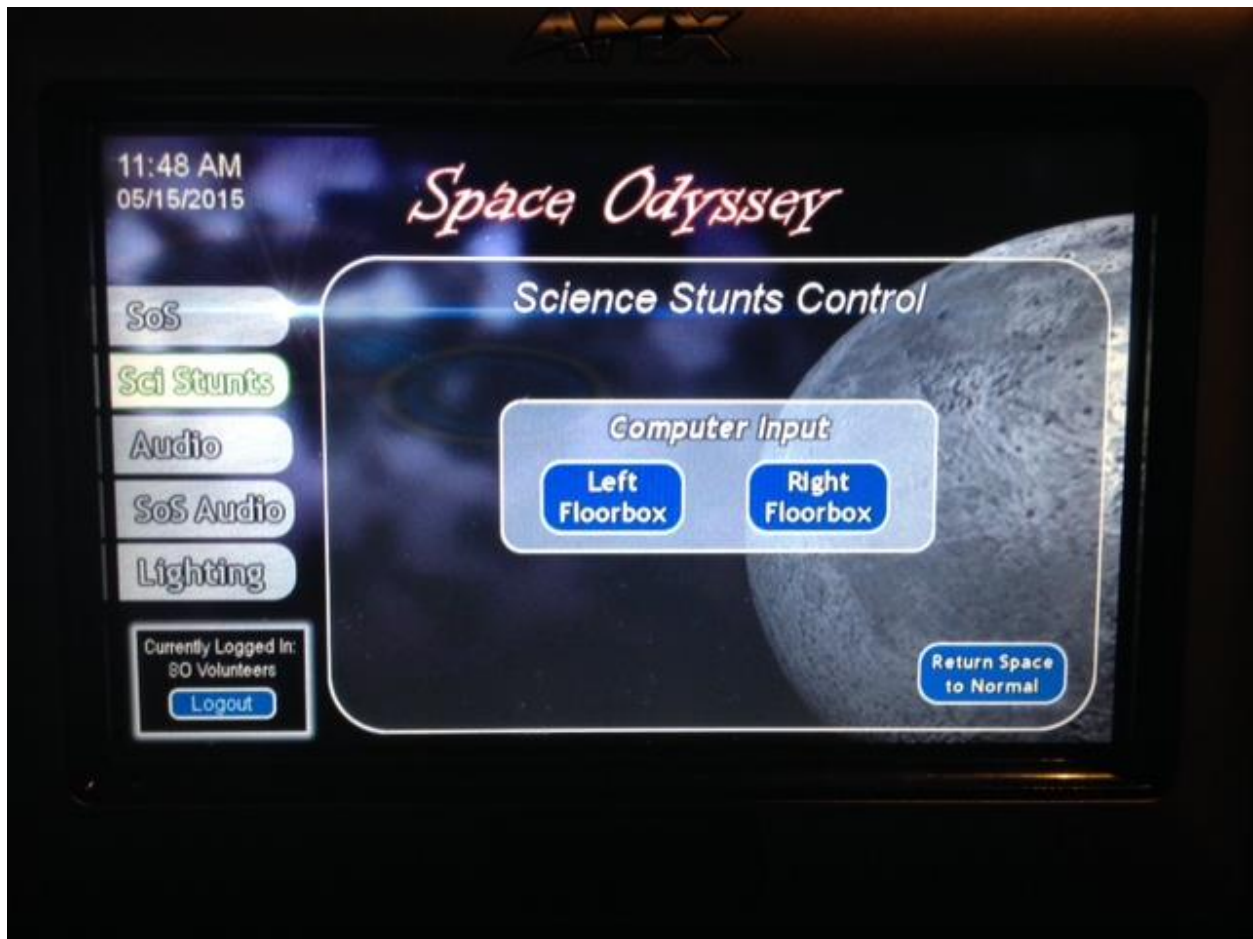 AMX
11:48 AM
05/15/2015
Space Odyssey
Science Stunts Control
SoS
Sci Stunts
Audio
SoS Audio
Lighting
Computer Input
Left
Floorbox
Right
Floorbox
Currently Logged In:
SO Volunteers
Logout
Return Space
to Normal